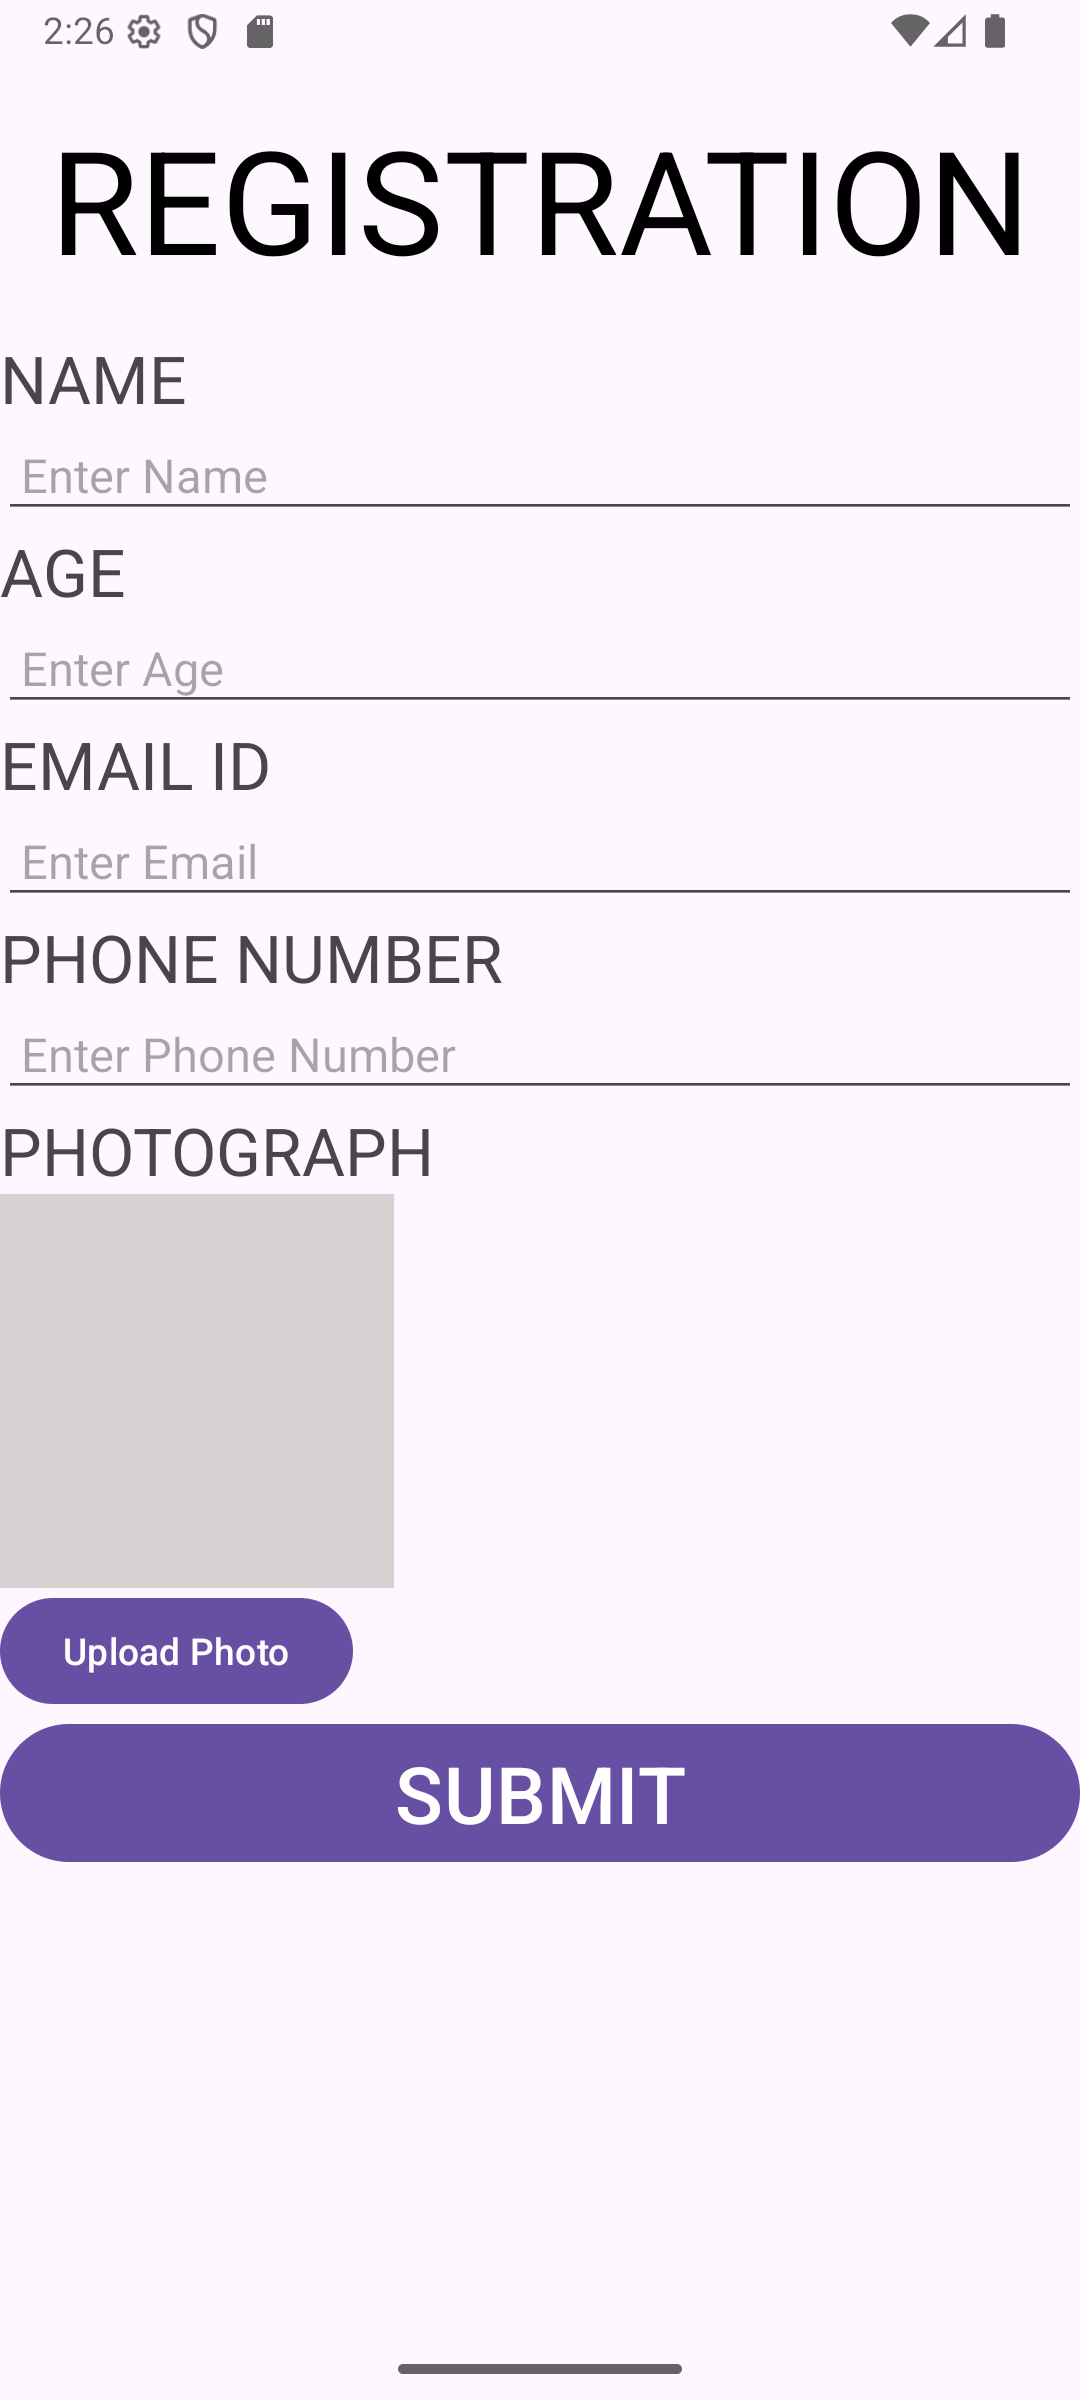 2:26
REGISTRATION
NAME
Enter Name
AGE
Enter Age
EMAIL ID
Enter Email
PHONE NUMBER
Enter Phone Number
PHOTOGRAPH
Upload Photo
SUBMIT